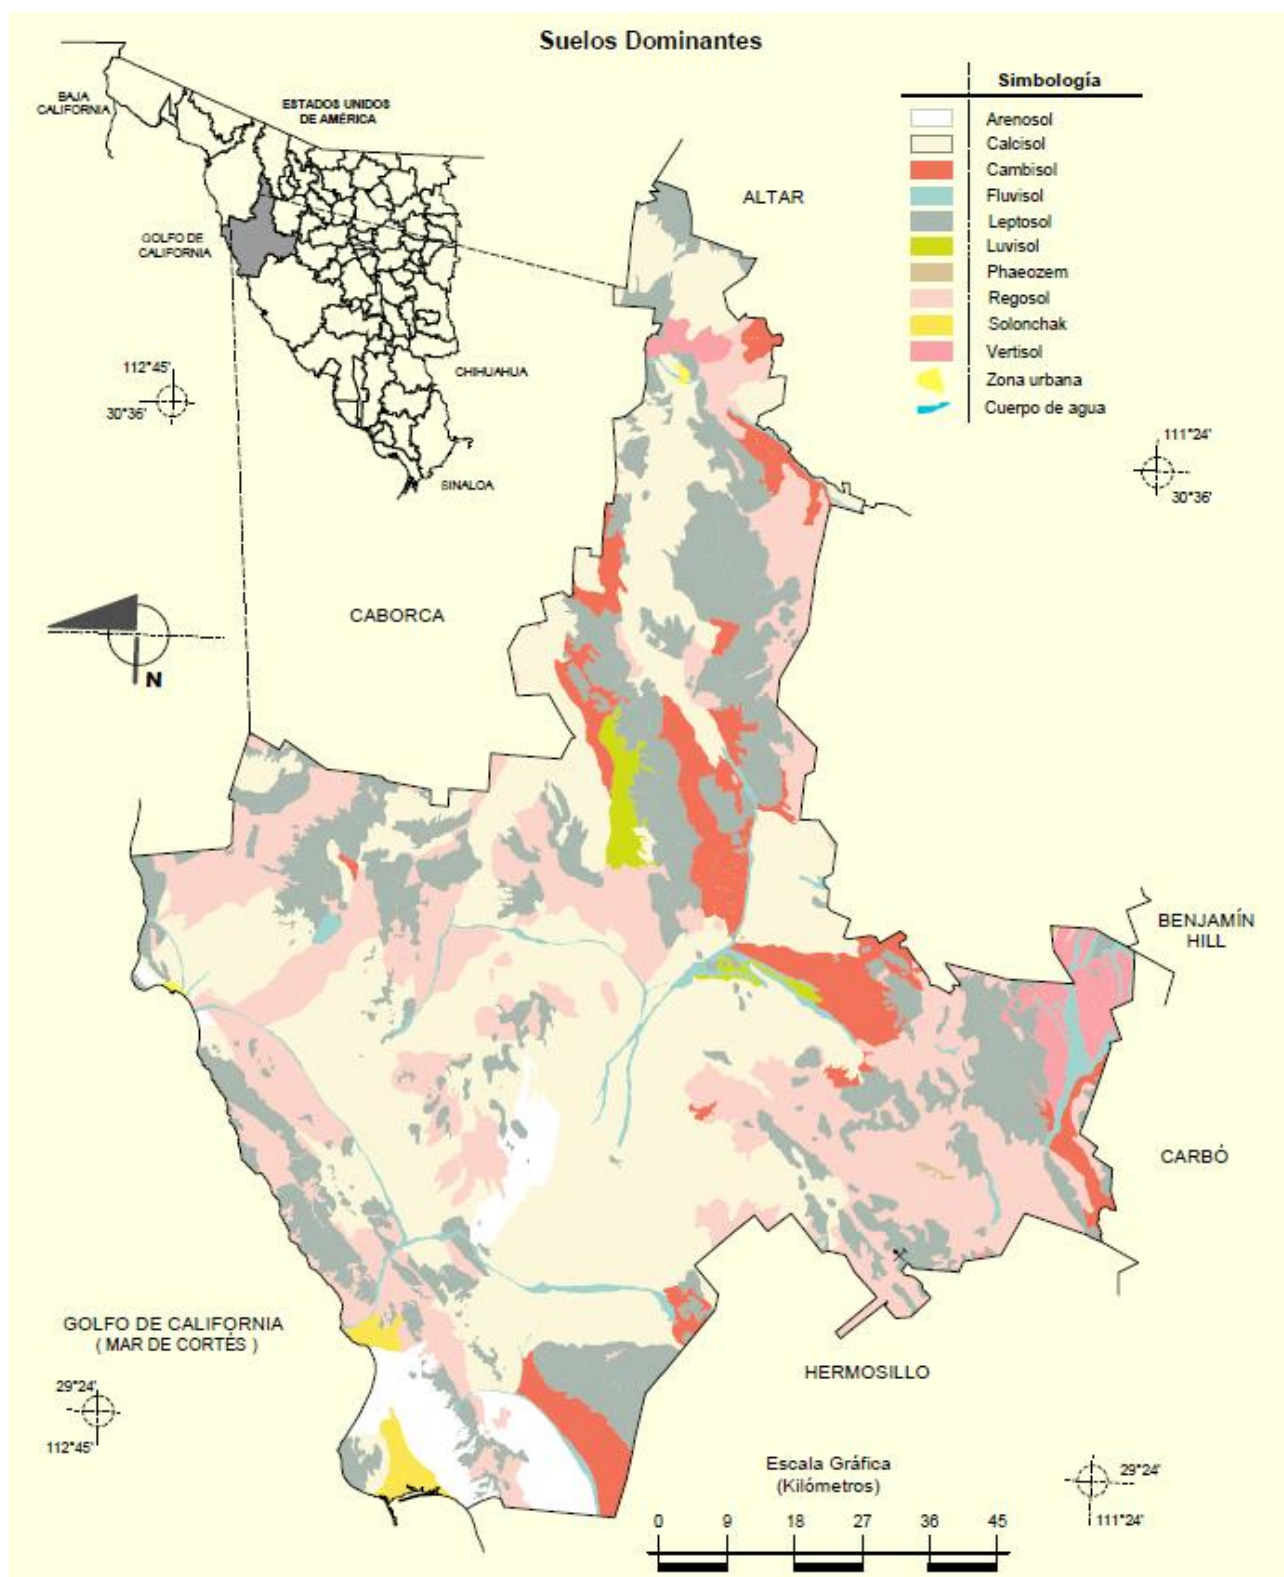 Suelos Dominantes
Simbología
Arenosol
Calcisol
Cambisol
Fluvisol
Leptosol
Luvisol
Phaeozem
Regosol
Solonchak
Vertisol
Zona urbana
Cuerpo de agua
BAJA
CALIFORNIA
ESTADOS UNIDOS
DE AMÉRICA
GOLFO DE
CALIFORNIA
CHIHUAHUA
SINALOA
ALTAR
112°45'
30°36'
111°24'
30°36'
CABORCA
N
BENJAMÍN
HILL
CARBÓ
GOLFO DE CALIFORNIA
( MAR DE CORTÉS )
HERMOSILLO
29°24'
112°45'
Escala Gráfica
(Kilómetros)
0 9 18 27 36 45
29°24'
111°24'